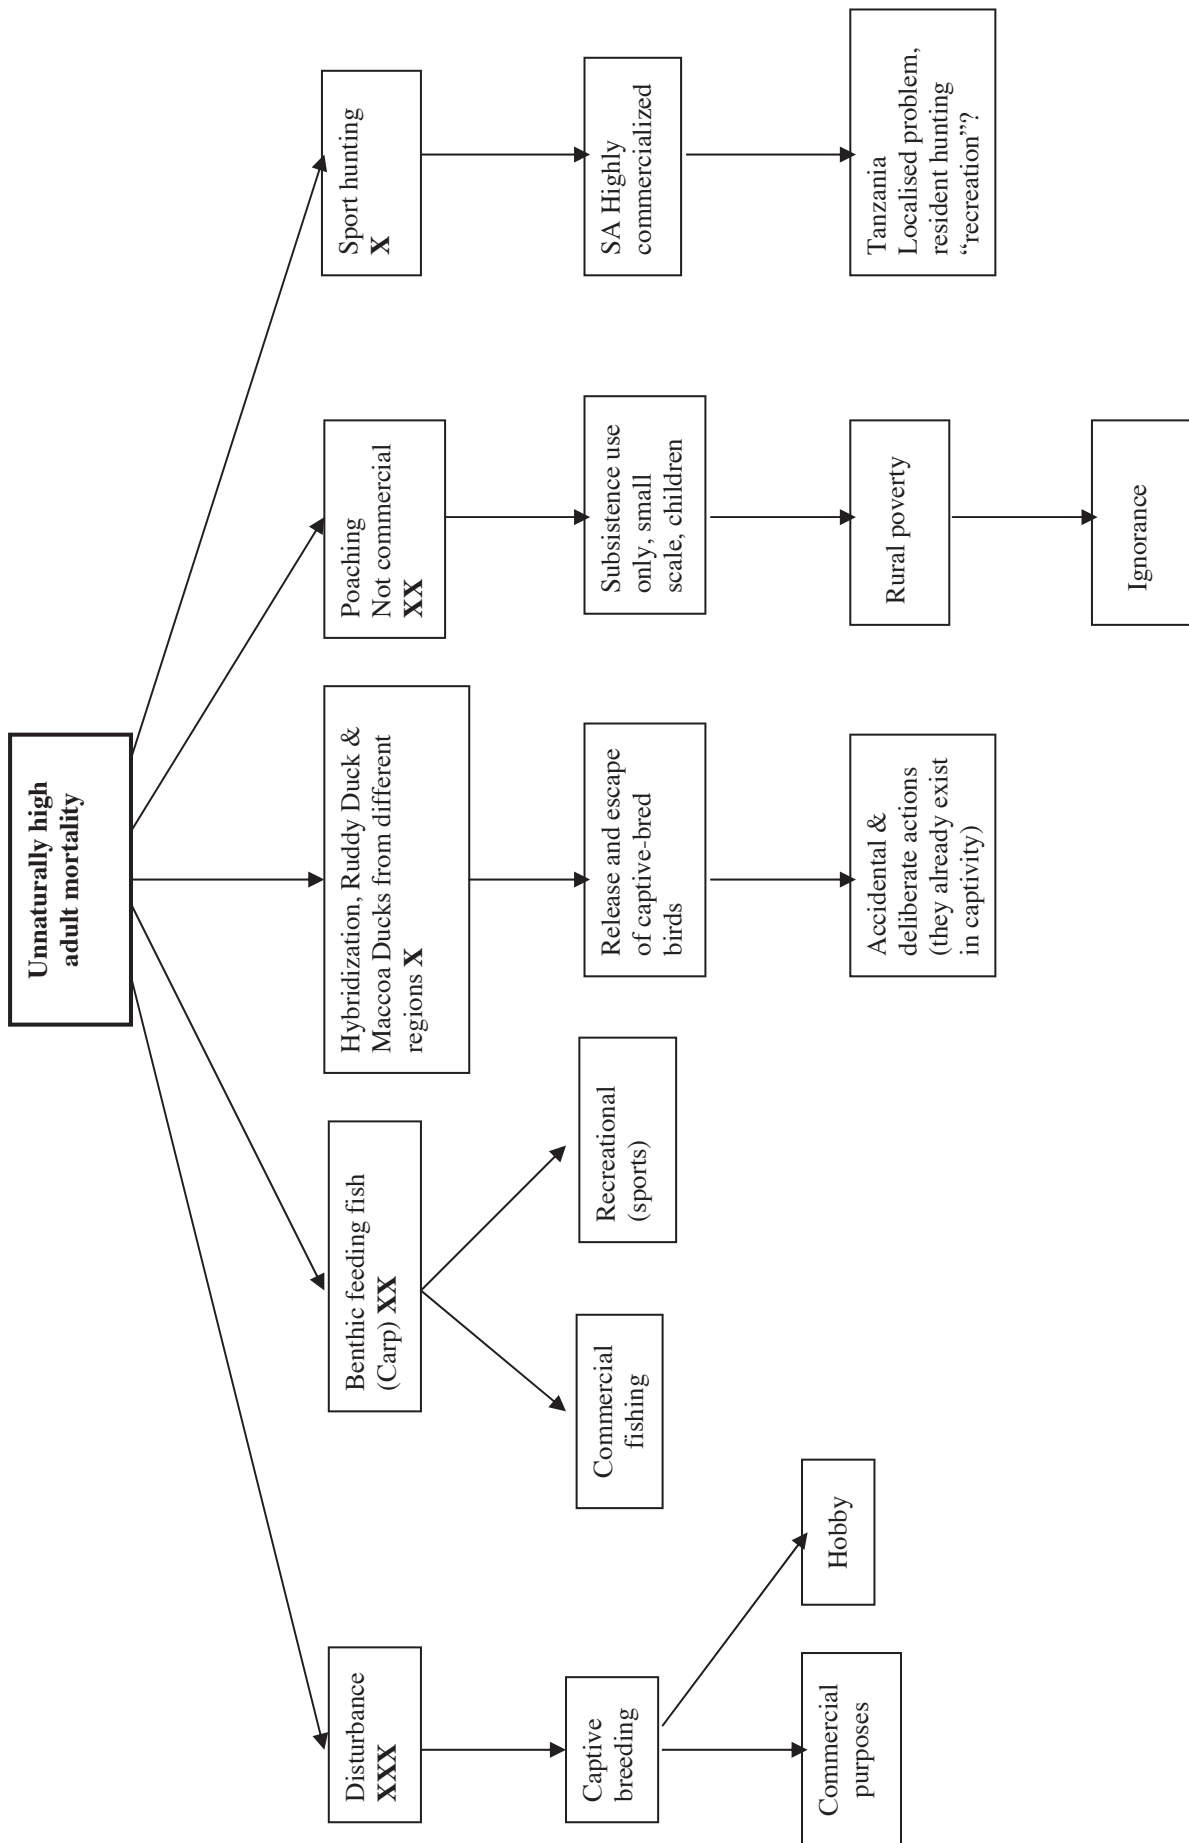 Unnaturally high
adult mortality
Disturbance
XXX
Benthic feeding fish
(Carp) XX
Hybridization, Ruddy Duck &
Maccoa Ducks from different
regions X
Poaching
Not commercial
XX
Sport hunting
X
Captive
breeding
Commercial
fishing
Recreational
(sports)
Release and escape
of captive-bred
birds
Subsistence use
only, small
scale, children
SA Highly
commercialized
Commercial
purposes
Hobby
Accidental &
deliberate actions
(they already exist
in captivity)
Rural poverty
Tanzania
Localised problem,
resident hunting
“recreation”?
Ignorance